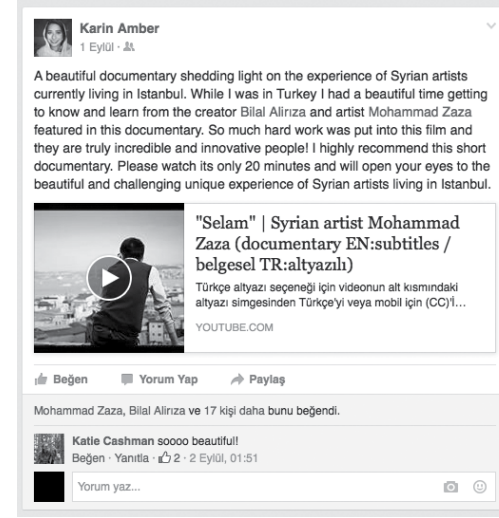 Karin Amber
1 Eylül ·
A beautiful documentary shedding light on the experience of Syrian artists
currently living in Istanbul. While I was in Turkey I had a beautiful time getting
to know and learn from the creator Bilal Alirıza and artist Mohammad Zaza
featured in this documentary. So much hard work was put into this film and
they are truly incredible and innovative people! I highly recommend this short
documentary. Please watch its only 20 minutes and will open your eyes to the
beautiful and challenging unique experience of Syrian artists living in Istanbul.
"Selam" | Syrian artist Mohammad
Zaza (documentary EN:subtitles /
belgesel TR:altyazılı)
Türkçe altyazı seçeneği için videonun alt kısmındaki
altyazı simgesinden Türkçe'yi veya mobil için (CC)'İ...
YOUTUBE.COM
Beğen Yorum Yap Paylaş
Mohammad Zaza, Bilal Alirıza ve 17 kişi daha bunu beğendi.
Katie Cashman soooo beautiful!
Beğen · Yanıtla · 2 · 2 Eylül, 01:51
Yorum yaz...